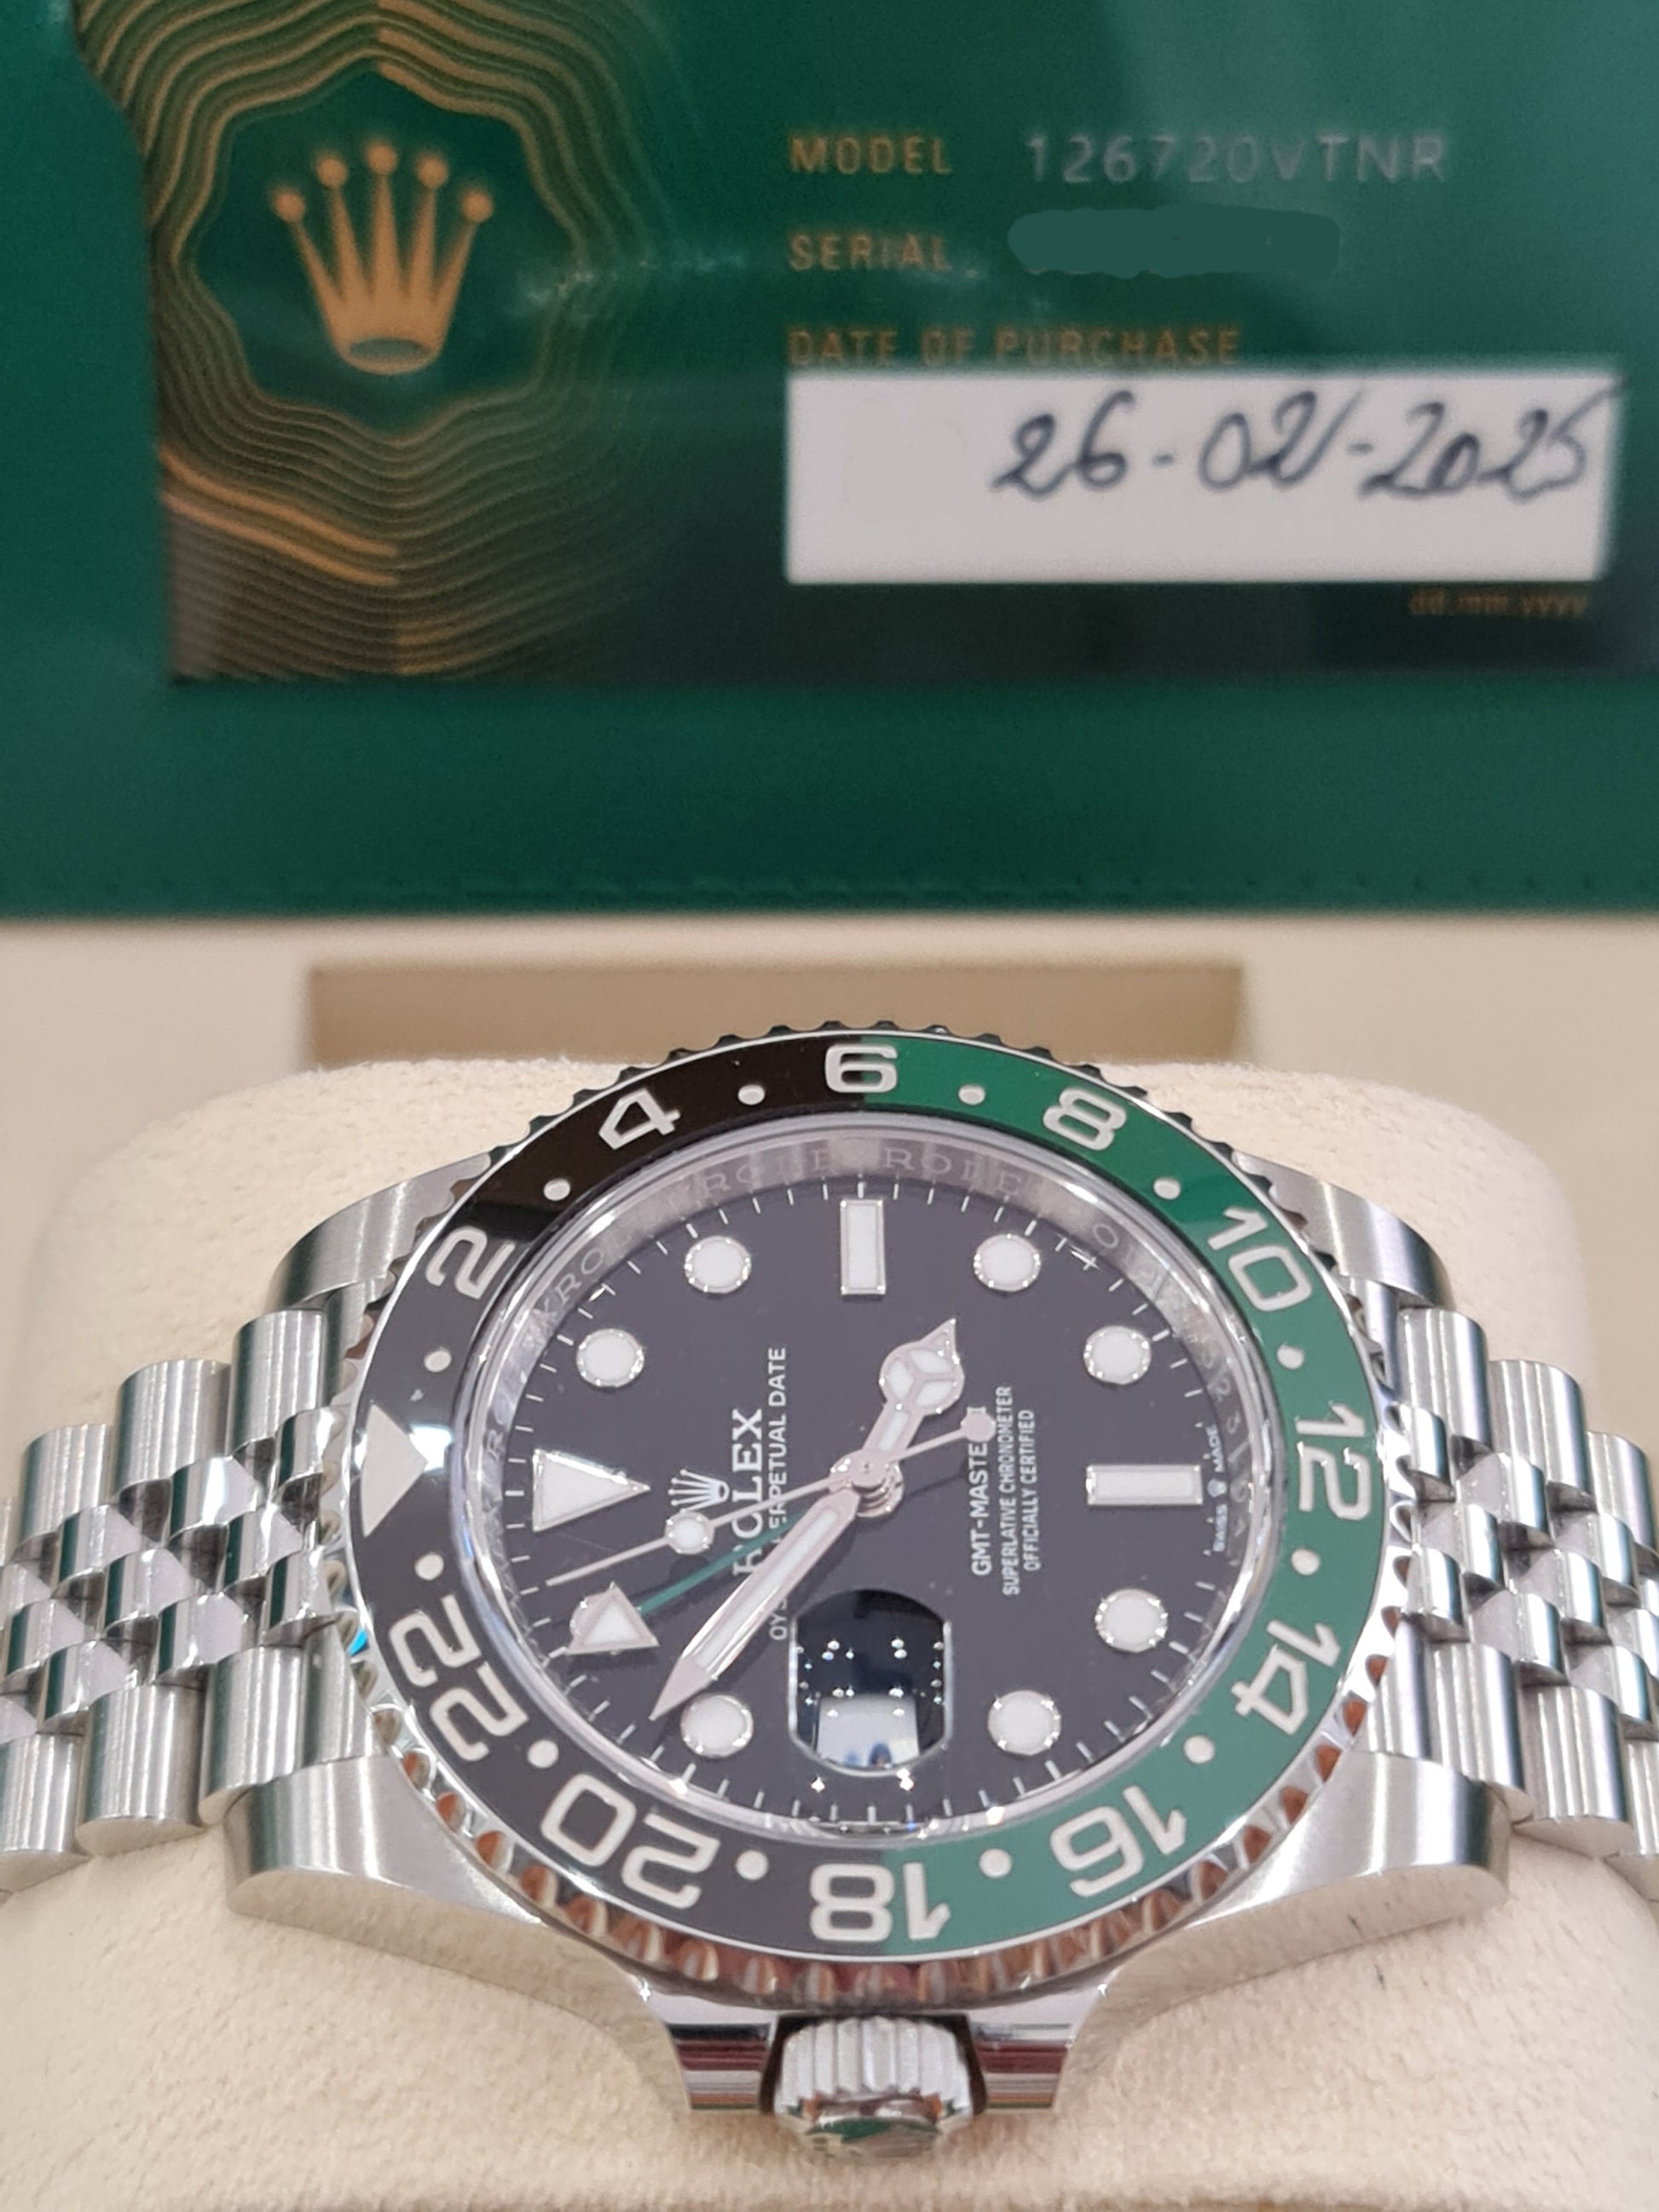 MODEL 126720VTNR
SERIAL
DATE OF PURCHASE
26-02-2025
dd.mm.yyyy
2 4 6 8 10 12 14 16 18 20 22
ROLEX
PERPETUAL DATE
GMT-MASTER II
SUPERLATIVE CHRONOMETER
OFFICIALLY CERTIFIED
SWISS MADE